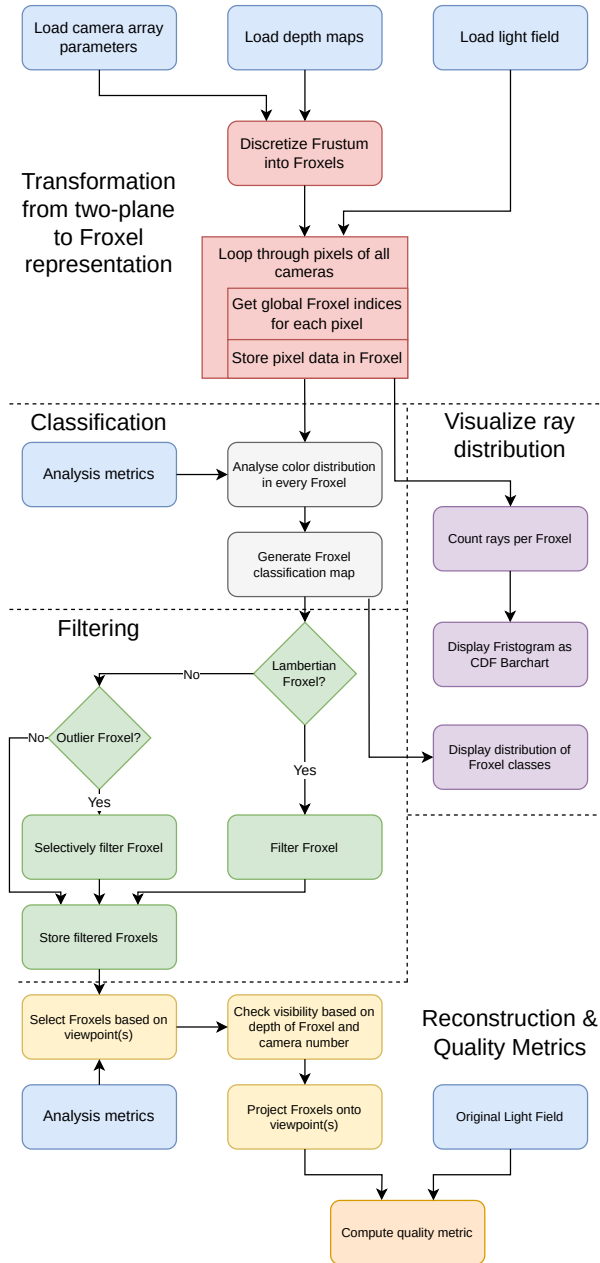 Load camera array
parameters
Load depth maps
Load light field
Discretize Frustum
into Froxels
Transformation
from two-plane
to Froxel
representation
Loop through pixels of all
cameras
Get global Froxel indices
for each pixel
Store pixel data in Froxel
Classification
Visualize ray
distribution
Analysis metrics
Analyse color distribution
in every Froxel
Count rays per Froxel
Generate Froxel
classification map
Filtering
Display Fristogram as
CDF Barchart
Lambertian
Froxel?
No
Outlier Froxel?
No
Display distribution of
Froxel classes
Yes
Yes
Selectively filter Froxel
Filter Froxel
Store filtered Froxels
Select Froxels based on
viewpoint(s)
Check visibility based on
depth of Froxel and
camera number
Reconstruction &
Quality Metrics
Analysis metrics
Project Froxels onto
viewpoint(s)
Original Light Field
Compute quality metric